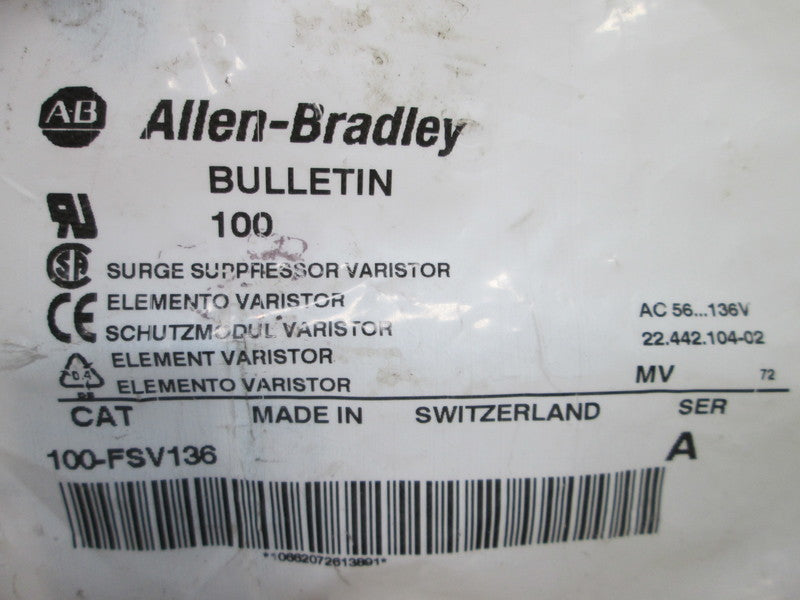 AB Allen-Bradley
BULLETIN
100
SURGE SUPPRESSOR VARISTOR
ELEMENTO VARISTOR
SCHUTZMODUL VARISTOR
ELEMENT VARISTOR
ELEMENTO VARISTOR
AC 56...136V
22.442.104-02
MV 72
CAT MADE IN SWITZERLAND SER
100-FSV136 A
*10662072613891*